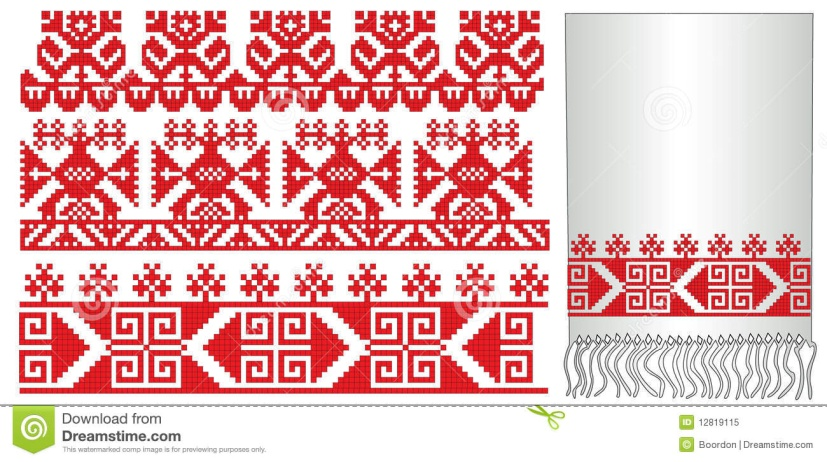 Download from
Dreamstime.com
This watermarked comp image is for previewing purposes only.
ID 12819115
© Boordon | Dreamstime.com